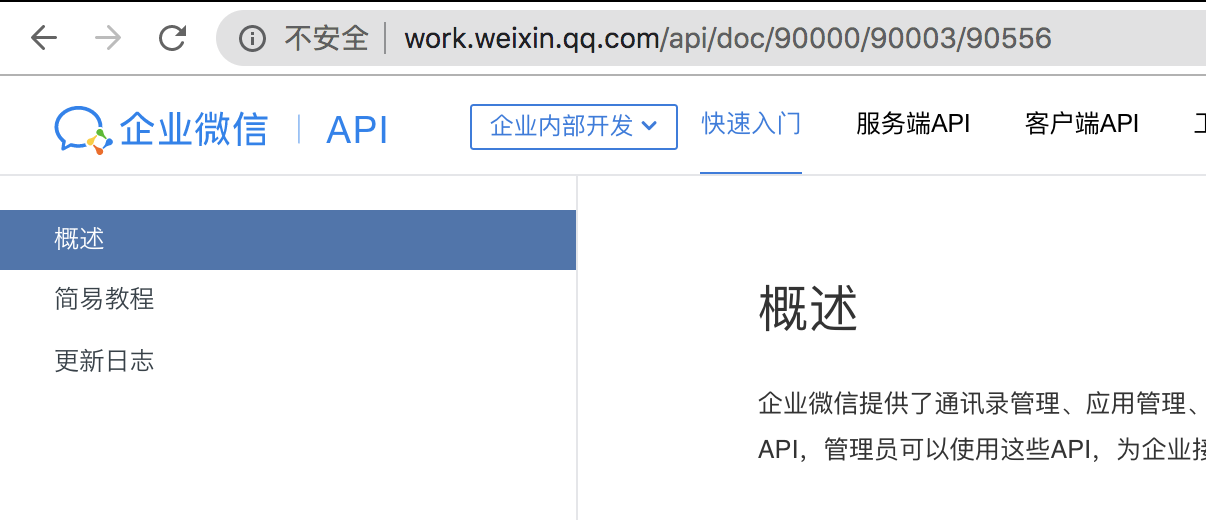 不安全 work.weixin.qq.com/api/doc/90000/90003/90556
企业微信 API 企业内部开发 快速入门 服务端API 客户端API
概述
简易教程
更新日志
概述
企业微信提供了通讯录管理、应用管理、
API，管理员可以使用这些API，为企业接